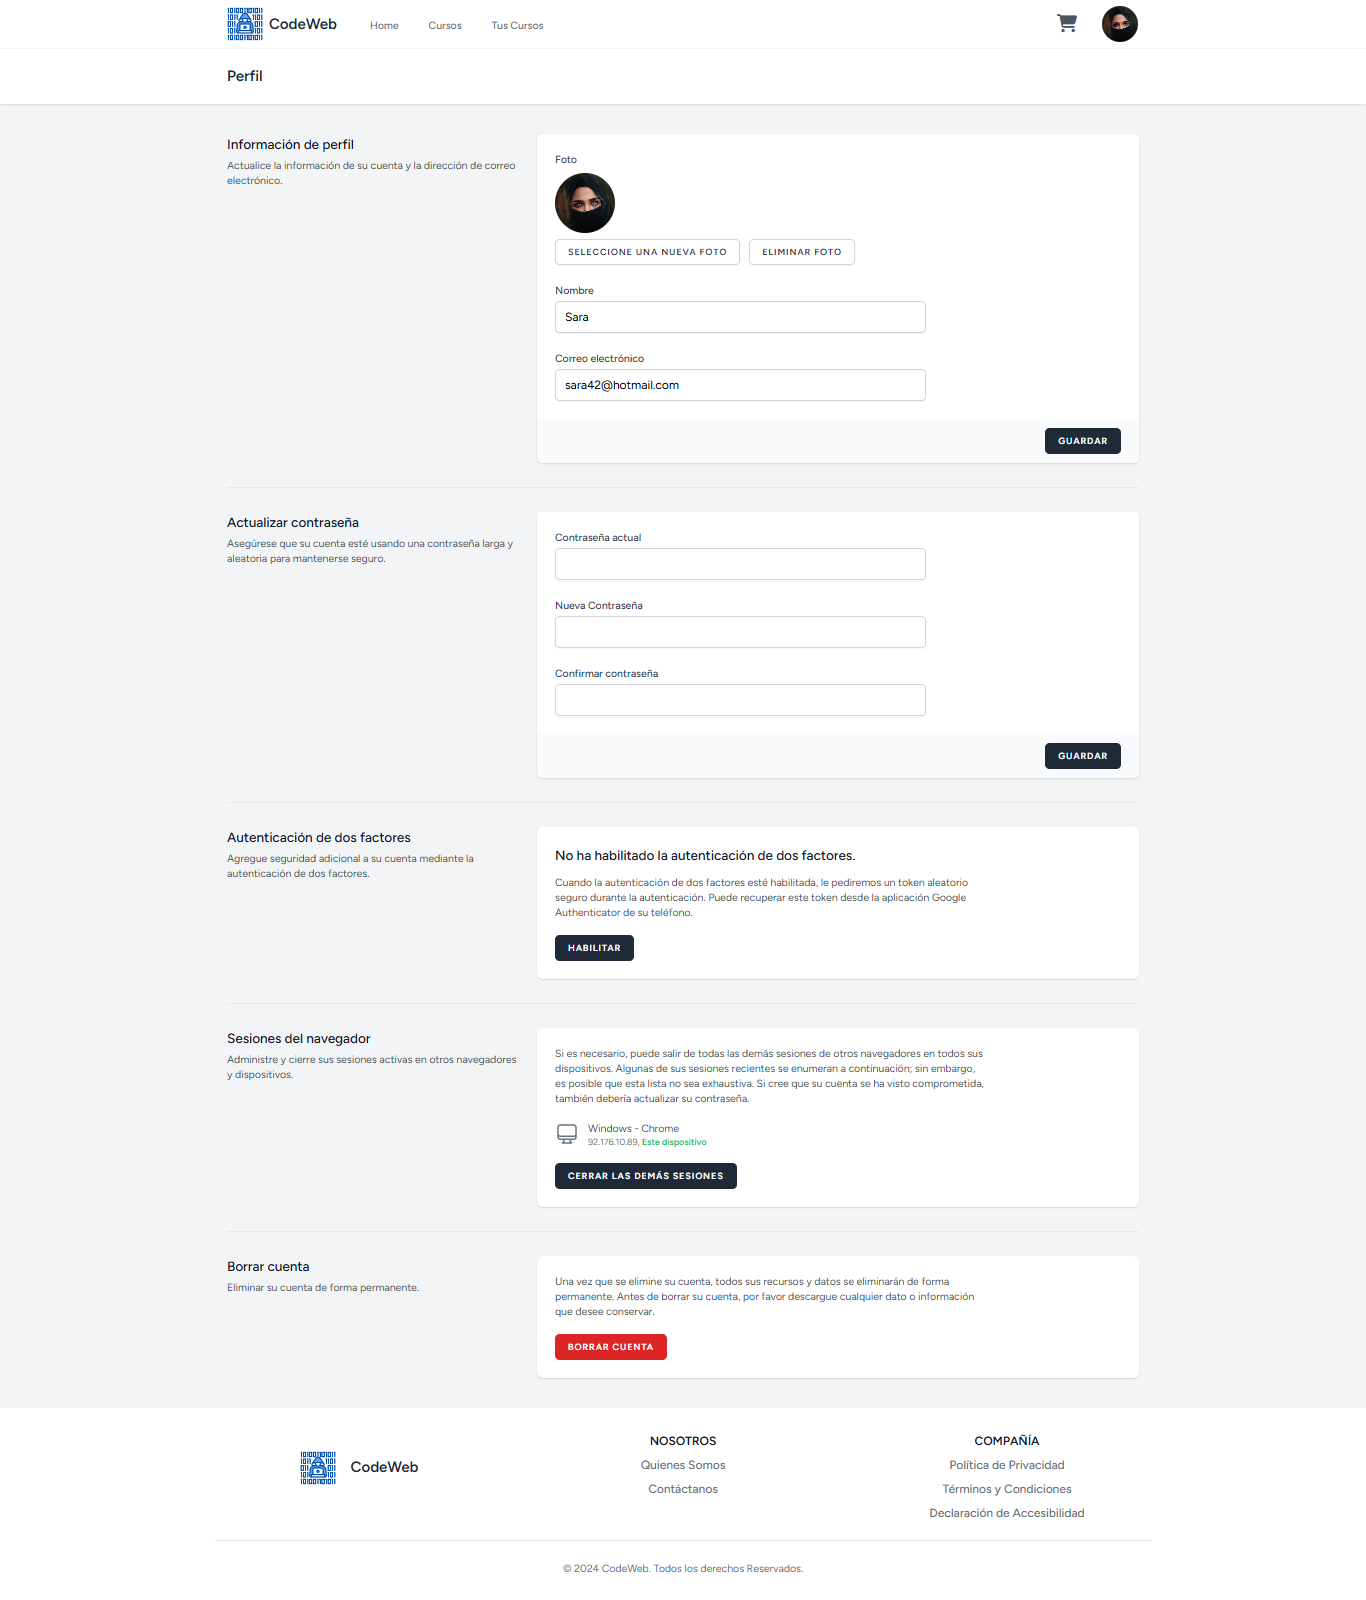 CodeWeb
Home
Cursos
Tus Cursos
Perfil
Información de perfil
Actualice la información de su cuenta y la dirección de correo
electrónico.
Foto
SELECCIONE UNA NUEVA FOTO
ELIMINAR FOTO
Nombre
Sara
Correo electrónico
sara42@hotmail.com
GUARDAR
Actualizar contraseña
Asegúrese que su cuenta esté usando una contraseña larga y
aleatoria para mantenerse seguro.
Contraseña actual
Nueva Contraseña
Confirmar contraseña
GUARDAR
Autenticación de dos factores
Agregue seguridad adicional a su cuenta mediante la
autenticación de dos factores.
No ha habilitado la autenticación de dos factores.
Cuando la autenticación de dos factores esté habilitada, le pediremos un token aleatorio
seguro durante la autenticación. Puede recuperar este token desde la aplicación Google
Authenticator de su teléfono.
HABILITAR
Sesiones del navegador
Administre y cierre sus sesiones activas en otros navegadores
y dispositivos.
Si es necesario, puede salir de todas las demás sesiones de otros navegadores en todos sus
dispositivos. Algunas de sus sesiones recientes se enumeran a continuación; sin embargo,
es posible que esta lista no sea exhaustiva. Si cree que su cuenta se ha visto comprometida,
también debería actualizar su contraseña.
Windows - Chrome
92.176.10.89, Este dispositivo
CERRAR LAS DEMÁS SESIONES
Borrar cuenta
Eliminar su cuenta de forma permanente.
Una vez que se elimine su cuenta, todos sus recursos y datos se eliminarán de forma
permanente. Antes de borrar su cuenta, por favor descargue cualquier dato o información
que desee conservar.
BORRAR CUENTA
CodeWeb
NOSOTROS
Quienes Somos
Contáctanos
COMPAÑÍA
Política de Privacidad
Términos y Condiciones
Declaración de Accesibilidad
© 2024 CodeWeb. Todos los derechos Reservados.